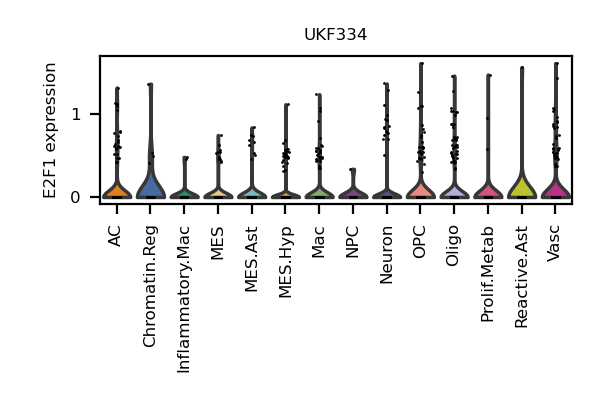 UKF334
E2F1 expression
1
0
AC
Chromatin.Reg
Inflammatory.Mac
MES
MES.Ast
MES.Hyp
Mac
NPC
Neuron
OPC
Oligo
Prolif.Metab
Reactive.Ast
Vasc